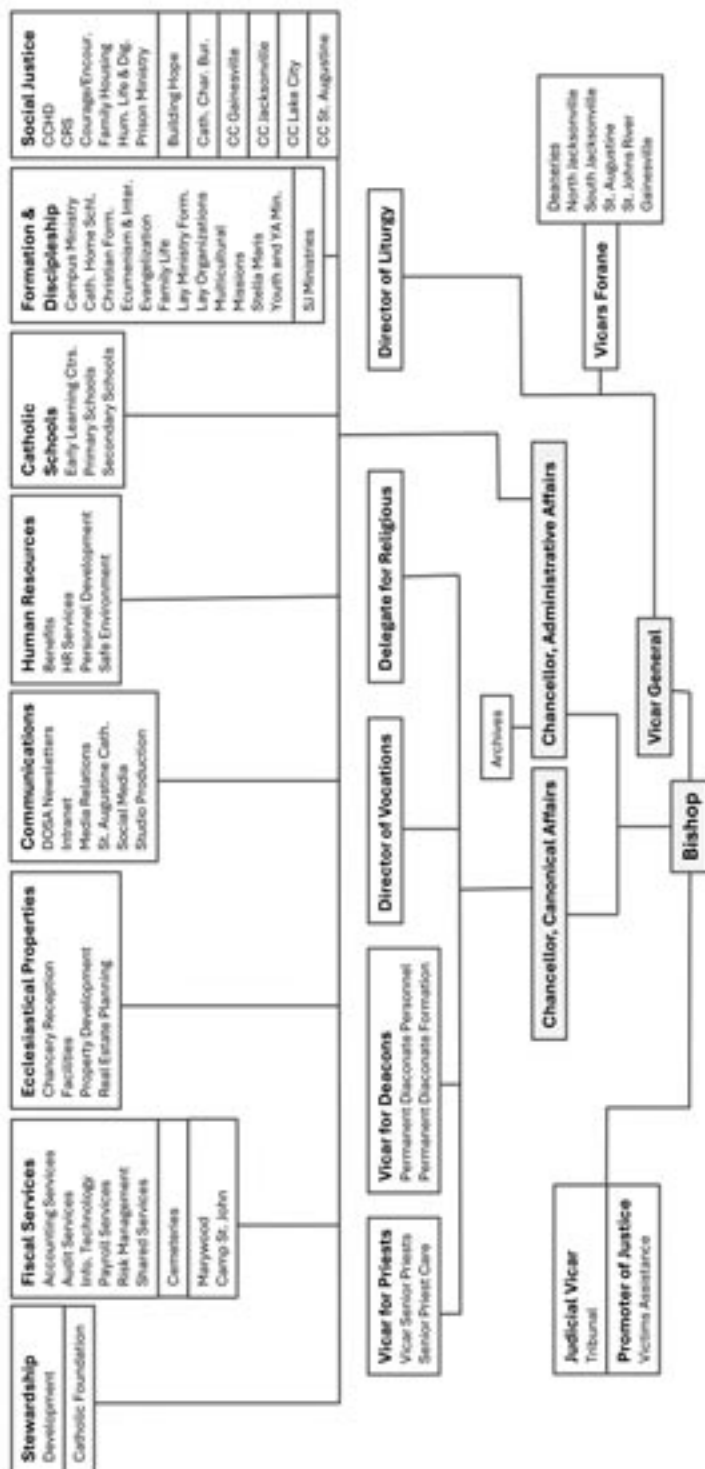 Stewardship
Development
Catholic Foundation
Fiscal Services
Accounting Services
Audit Services
Info. Technology
Payroll Services
Risk Management
Shared Services
Cemeteries
Marywood
Camp St. John
Ecclesiastical Properties
Chancery Reception
Facilities
Property Development
Real Estate Planning
Communications
DOSA Newsletters
Intranet
Media Relations
St. Augustine Cath.
Social Media
Studio Production
Human Resources
Benefits
HR Services
Personnel Development
Safe Environment
Catholic
Schools
Early Learning Ctrs.
Primary Schools
Secondary Schools
Formation &
Discipleship
Campus Ministry
Cath. Home Schl.
Christian Form.
Ecumenism & Inter.
Evangelization
Family Life
Lay Ministry Form.
Lay Organizations
Multicultural
Missions
Stella Maris
Youth and YA Min.
SJ Ministries
Social Justice
CCHD
CRS
Courage/Encour.
Family Housing
Hum. Life & Dig.
Prison Ministry
Building Hope
Cath. Char. Bur.
CC Gainesville
CC Jacksonville
CC Lake City
CC St. Augustine
Vicar for Priests
Vicar Senior Priests
Senior Priest Care
Vicar for Deacons
Permanent Diaconate Personnel
Permanent Diaconate Formation
Director of Vocations
Delegate for Religious
Director of Liturgy
Archives
Chancellor, Canonical Affairs
Chancellor, Administrative Affairs
Vicars Forane
Deaneries
North Jacksonville
South Jacksonville
St. Augustine
St. Johns River
Gainesville
Judicial Vicar
Tribunal
Promoter of Justice
Victims Assistance
Vicar General
Bishop